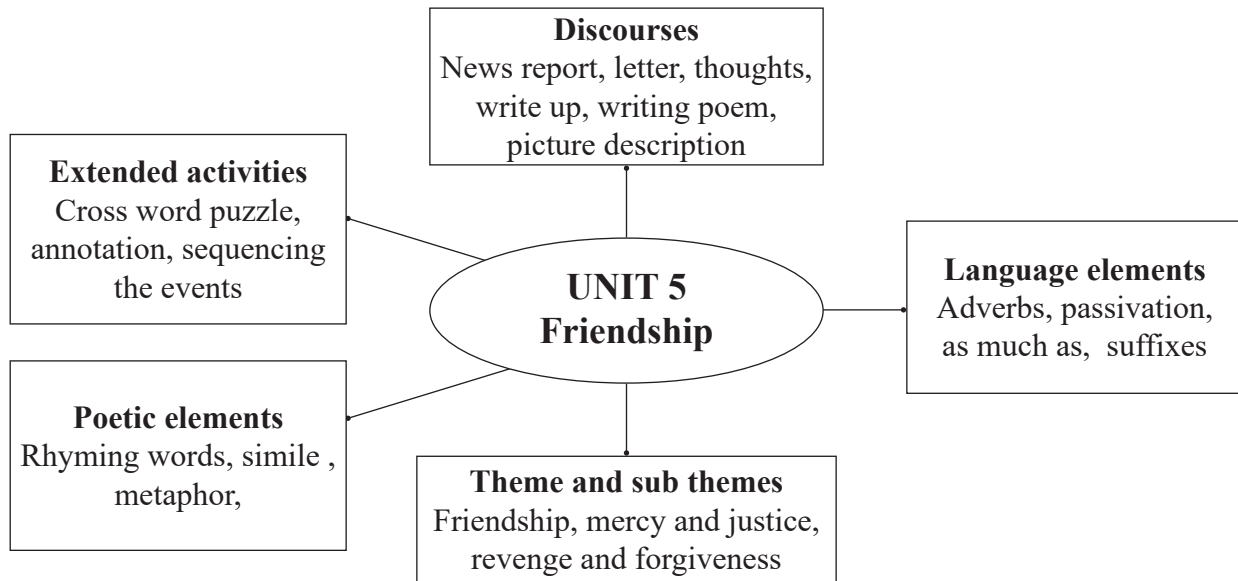 Discourses
News report, letter, thoughts,
write up, writing poem,
picture description
Extended activities
Cross word puzzle,
annotation, sequencing
the events
UNIT 5
Friendship
Language elements
Adverbs, passivation,
as much as,  suffixes
Poetic elements
Rhyming words, simile ,
metaphor,
Theme and sub themes
Friendship, mercy and justice,
revenge and forgiveness